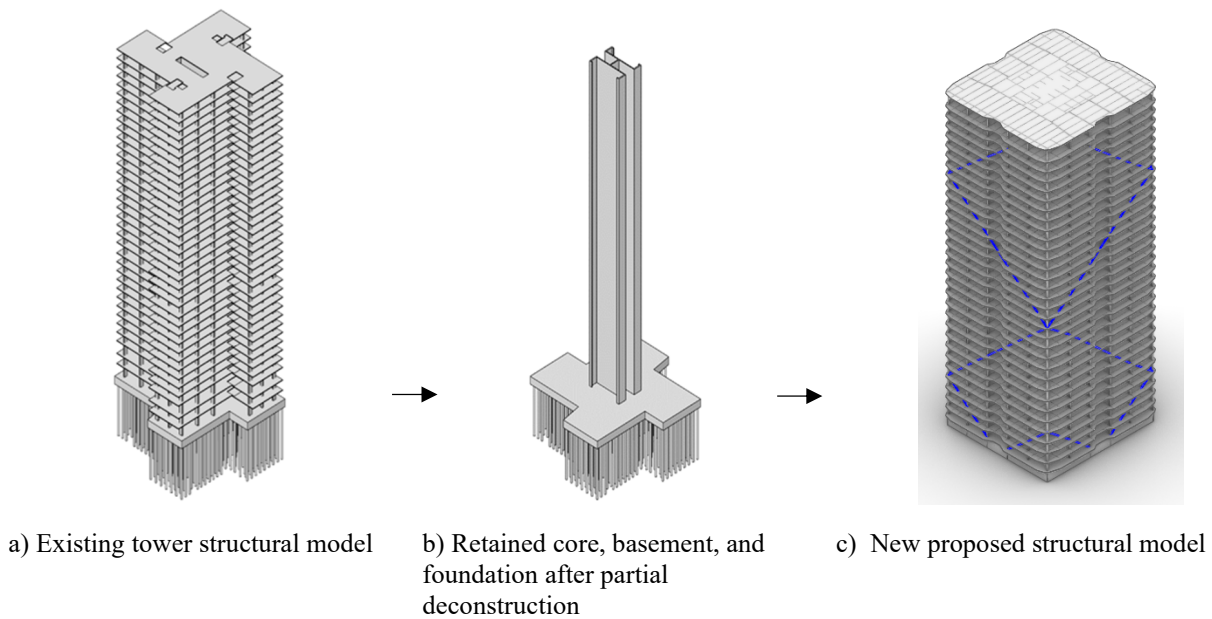 a) Existing tower structural model
b) Retained core, basement, and
foundation after partial
deconstruction
c) New proposed structural model